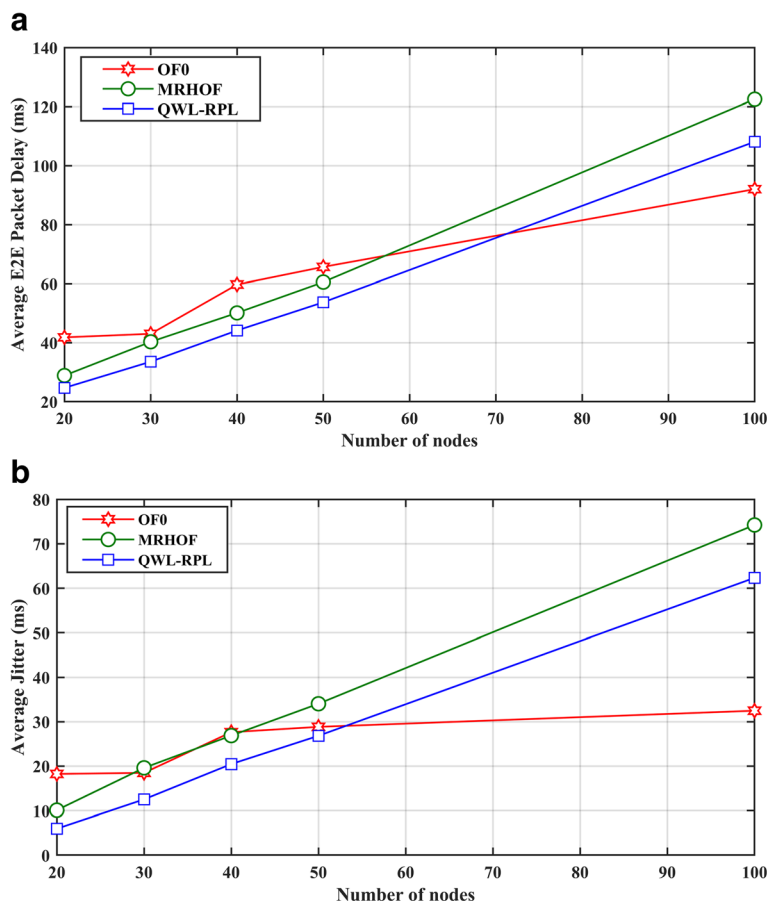 a
140
120
100
80
60
40
20
Average E2E Packet Delay (ms)
OF0
MRHOF
QWL-RPL
20 30 40 50 60 70 80 90 100
Number of nodes
b
80
70
60
50
40
30
20
10
0
Average Jitter (ms)
OF0
MRHOF
QWL-RPL
20 30 40 50 60 70 80 90 100
Number of nodes